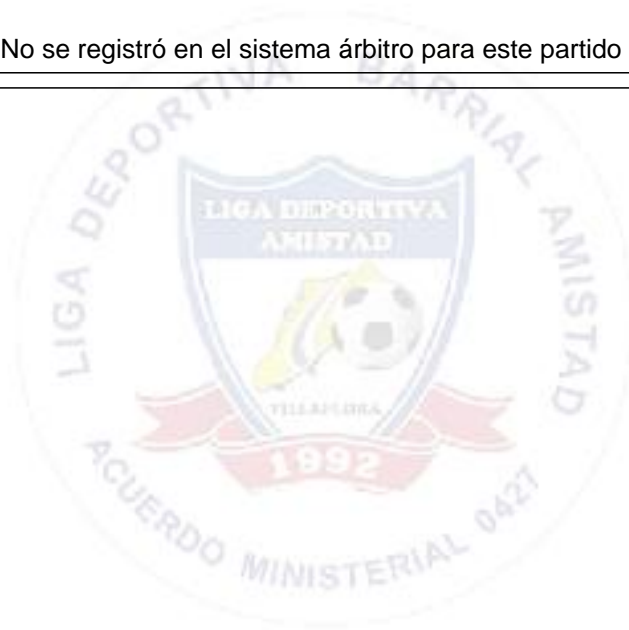 No se registró en el sistema árbitro para este partido
LIGA DEPORTIVA BARRIAL AMISTAD
LIGA DEPORTIVA
AMISTAD
VILLAFLORA
1992
ACUERDO MINISTERIAL 0427